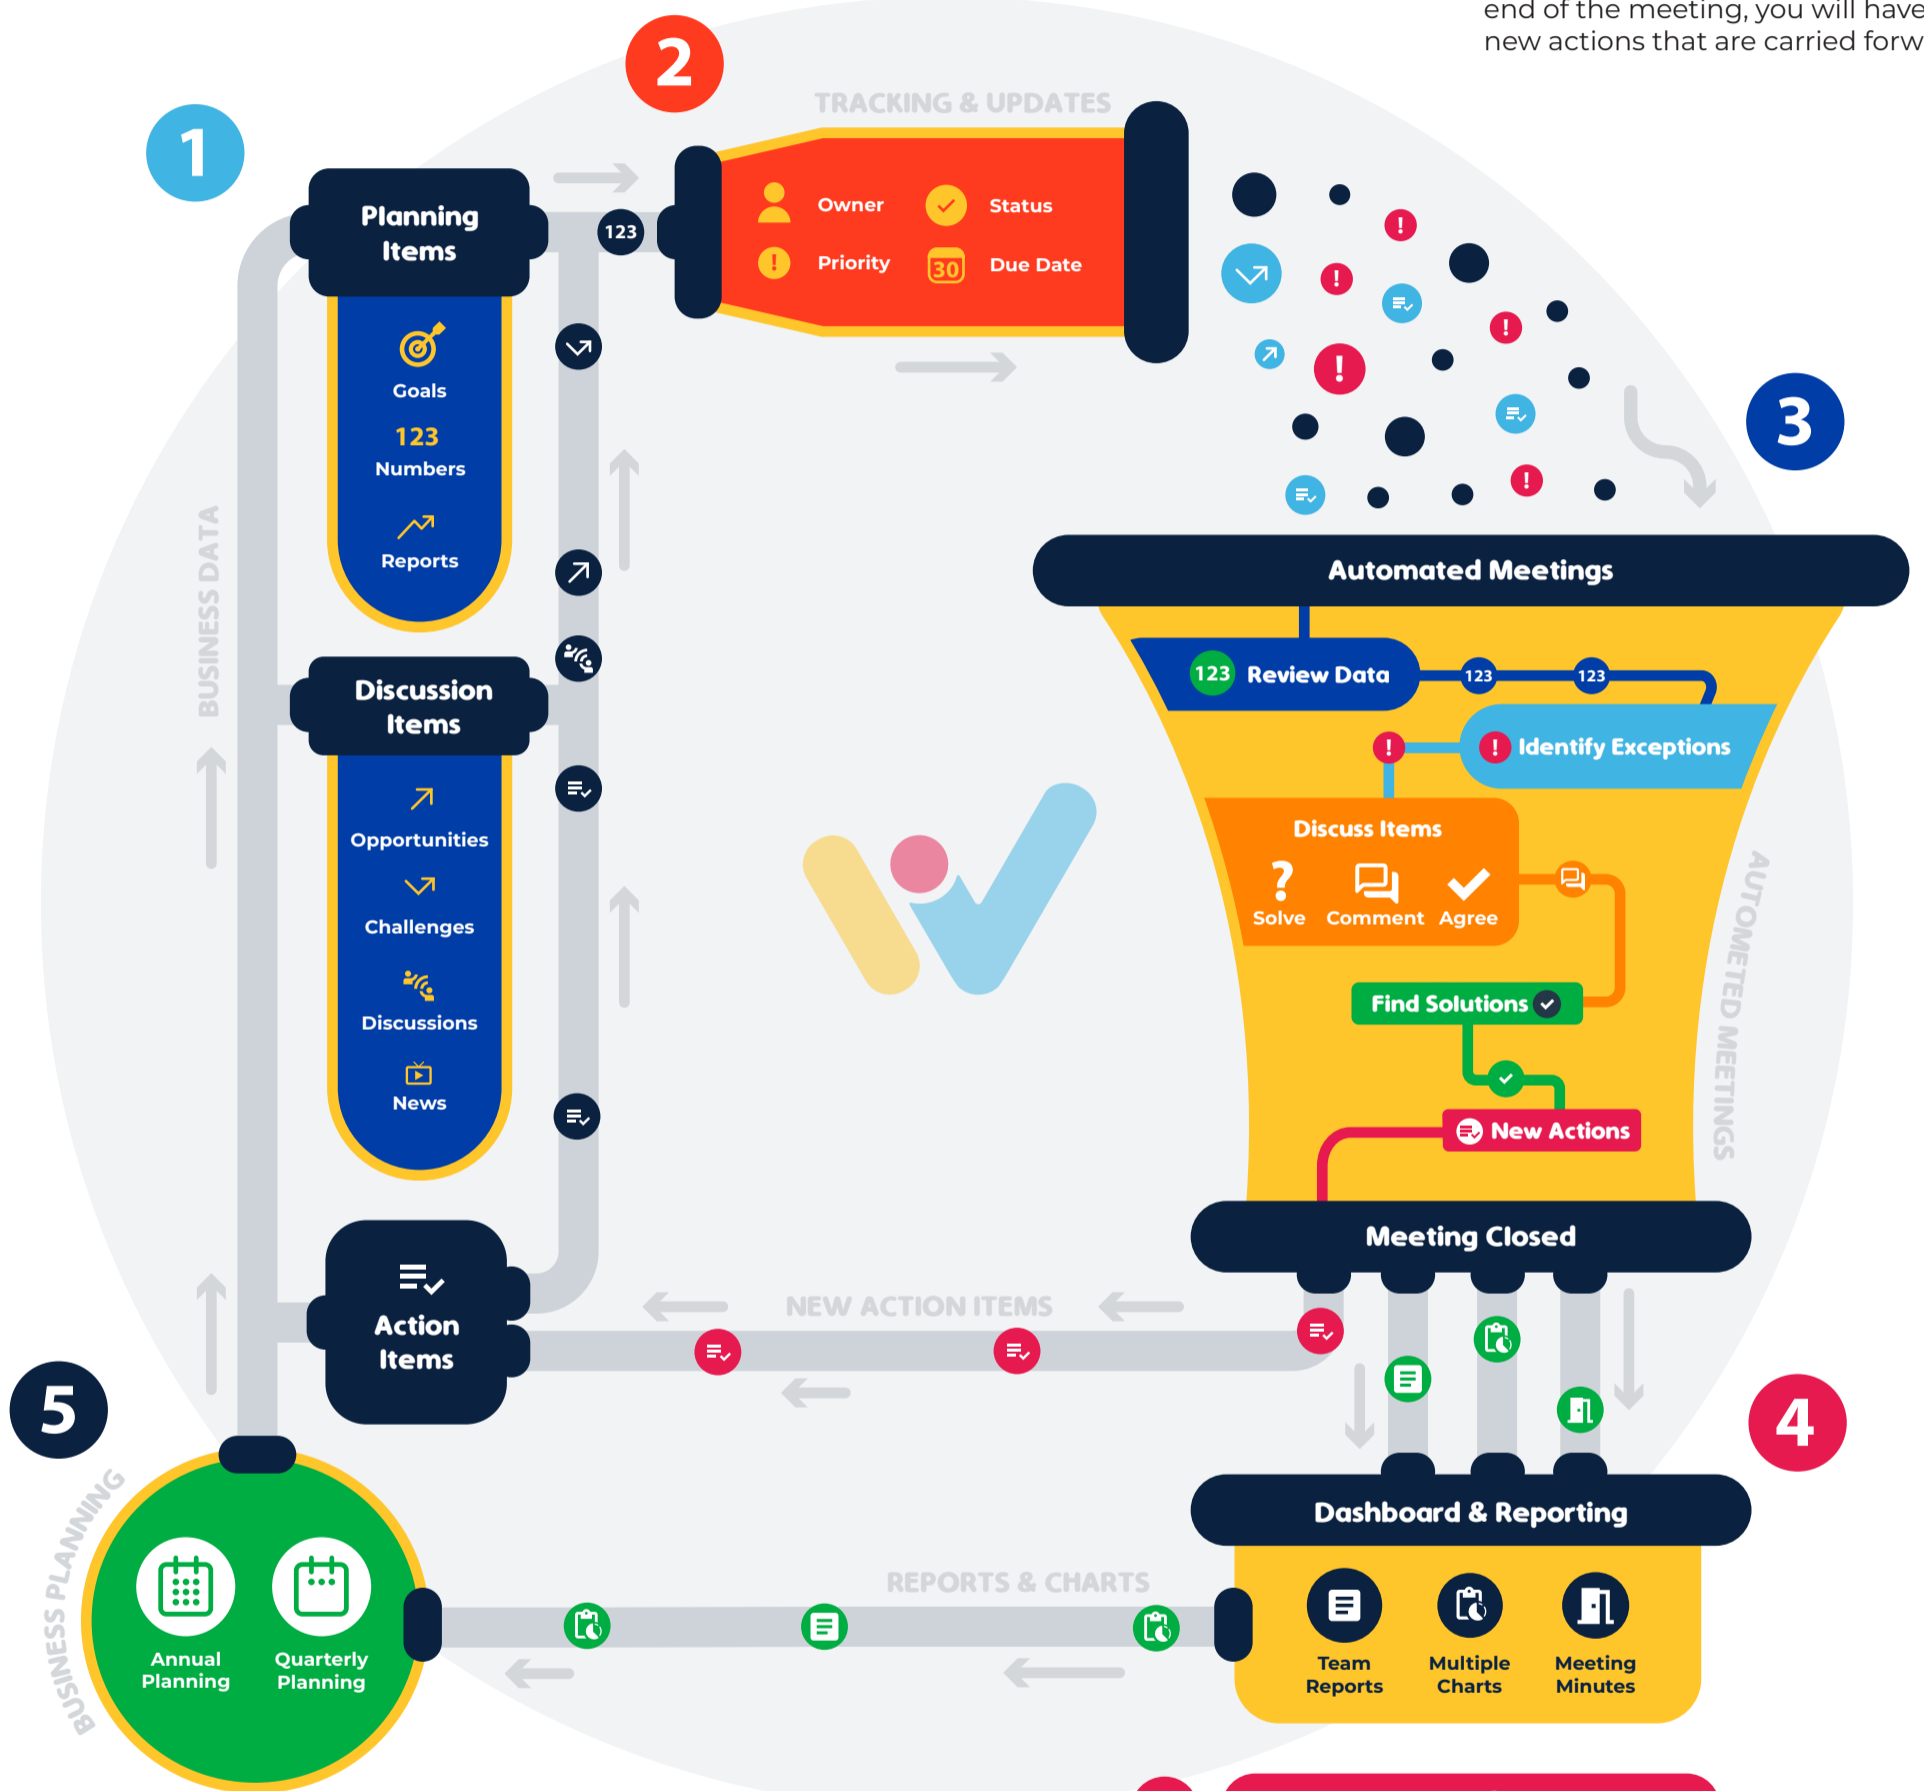 end of the meeting, you will have
new actions that are carried forw
2
TRACKING & UPDATES
1
Planning
Items
123
Owner
Status
Priority
30
Due Date
Goals
123
Numbers
Reports
3
BUSINESS DATA
Automated Meetings
123 Review Data
123
123
Identify Exceptions
Discussion
Items
Opportunities
Challenges
Discussions
News
Discuss Items
?
Solve
Comment
Agree
Find Solutions
New Actions
AUTOMETED MEETINGS
Meeting Closed
NEW ACTION ITEMS
Action
Items
5
4
BUSINESS PLANNING
Annual
Planning
Quarterly
Planning
REPORTS & CHARTS
Dashboard & Reporting
Team
Reports
Multiple
Charts
Meeting
Minutes